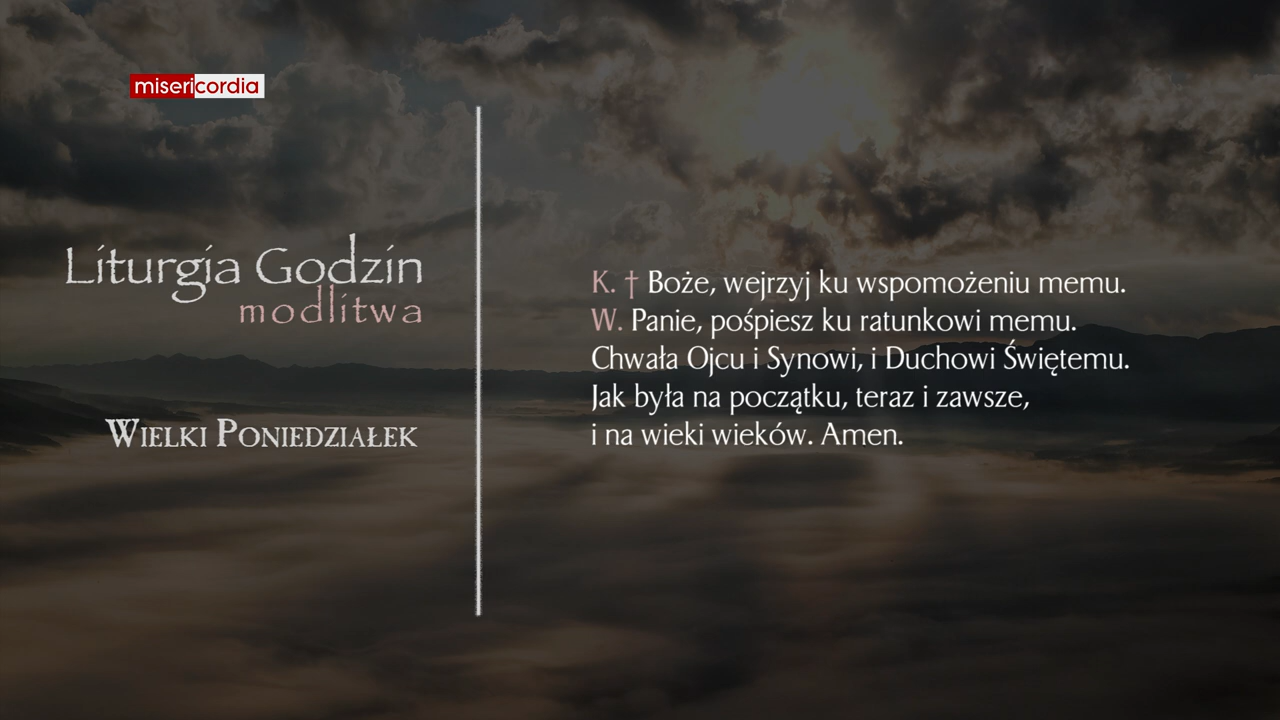 misericordia
Liturgia Godzin
modlitwa
Wielki Poniedziałek
K. † Boże, wejrzyj ku wspomożeniu memu.
W. Panie, pośpiesz ku ratunkowi memu.
Chwała Ojcu i Synowi, i Duchowi Świętemu.
Jak była na początku, teraz i zawsze,
i na wieki wieków. Amen.